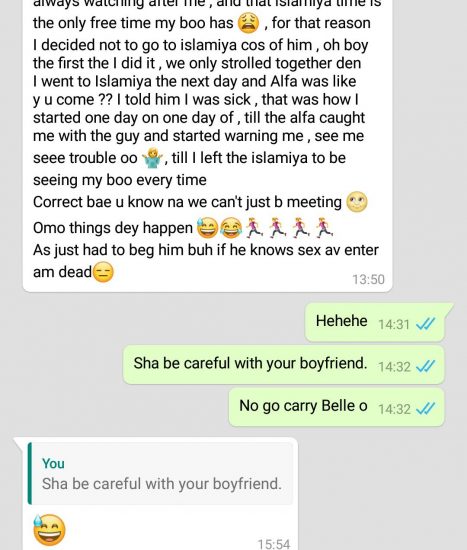 always watching after me , and that islamiya time is
the only free time my boo has 😩 , for that reason
I decided not to go to islamiya cos of him , oh boy
the first the I did it , we only strolled together den
I went to Islamiya the next day and Alfa was like
y u come ?? I told him I was sick , that was how I
started one day on one day of , till the alfa caught
me with the guy and started warning me , see me
seee trouble oo 🤷‍♀️ , till I left the islamiya to be
seeing my boo every time
Correct bae u know na we can't just b meeting 🌝
Omo things dey happen 😅😂🏃‍♀️🏃‍♀️🏃‍♀️🏃‍♀️
As just had to beg him buh if he knows sex av enter
am dead😑
13:50
Hehehe 14:31
Sha be careful with your boyfriend. 14:32
No go carry Belle o 14:32
You
Sha be careful with your boyfriend.
😅
15:54